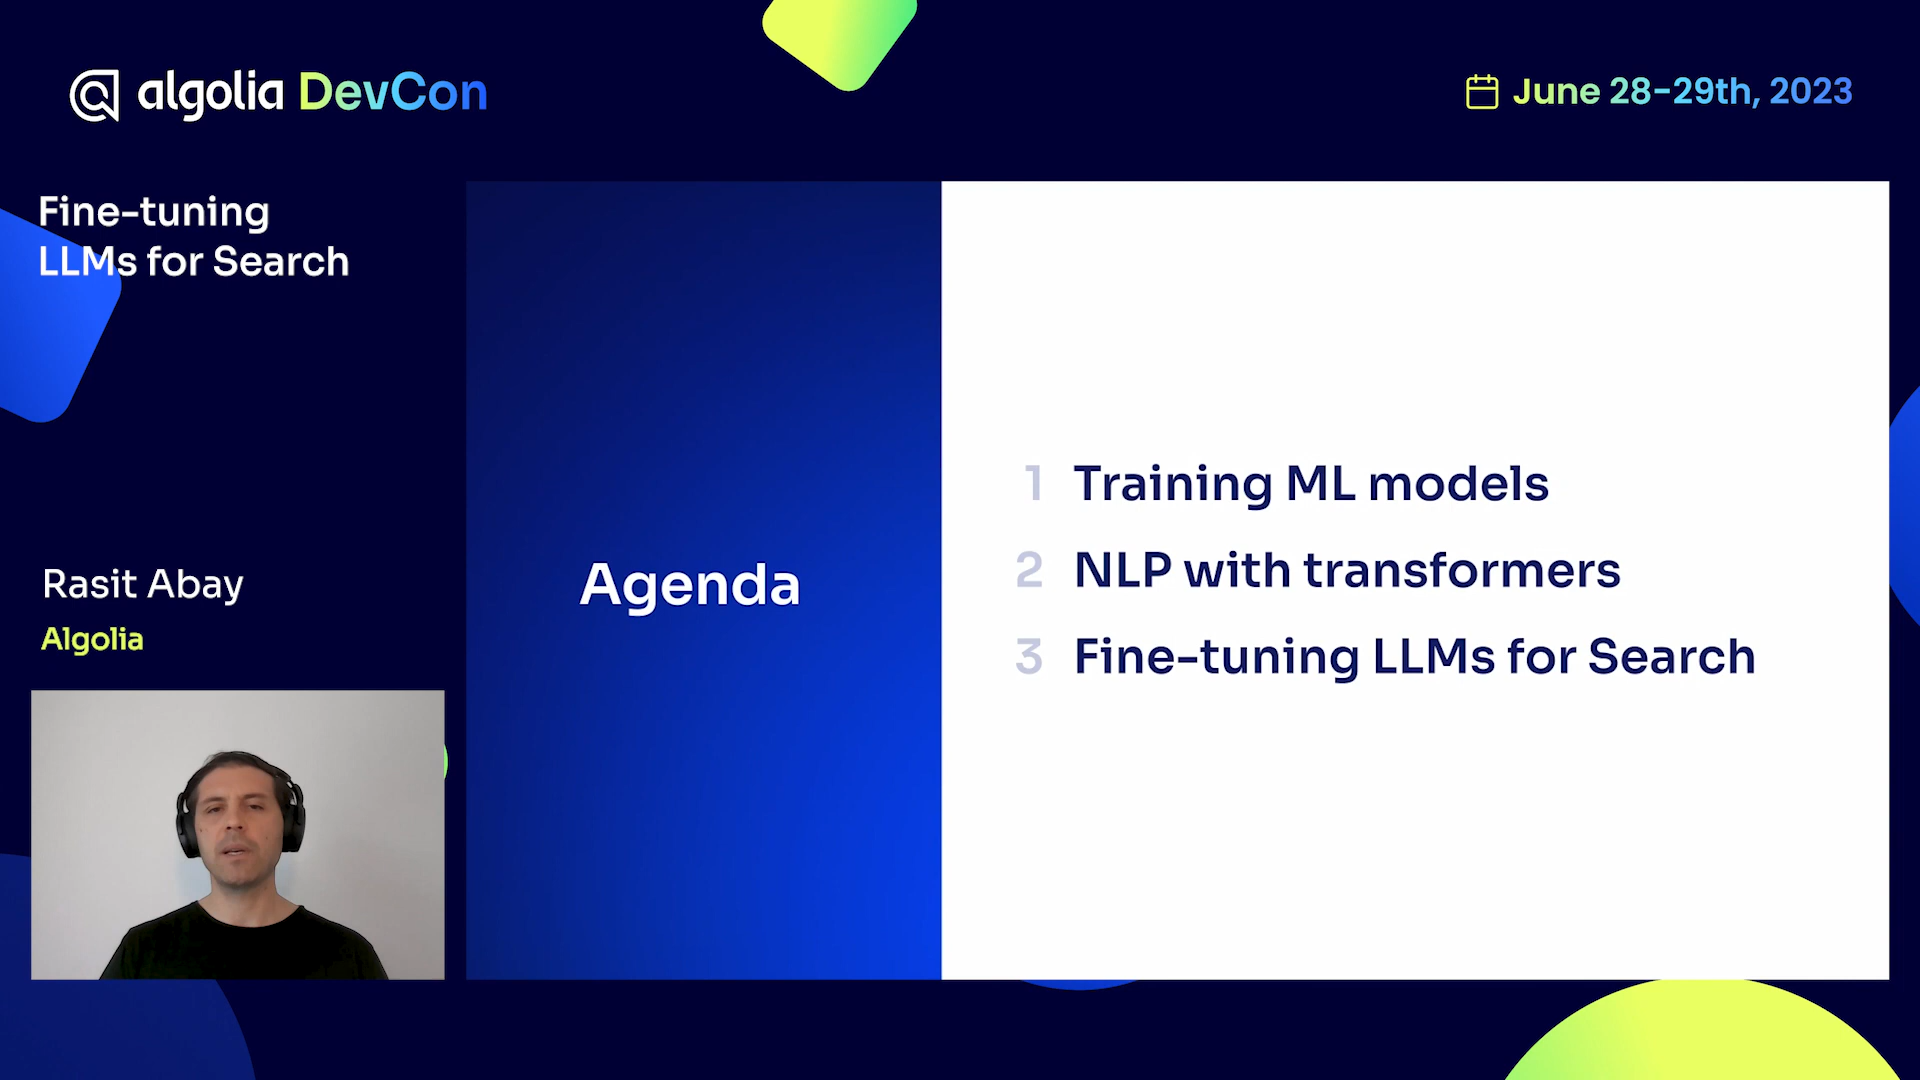 algolia DevCon
June 28-29th, 2023
Fine-tuning
LLMs for Search
Rasit Abay
Algolia
Agenda
1 Training ML models
2 NLP with transformers
3 Fine-tuning LLMs for Search